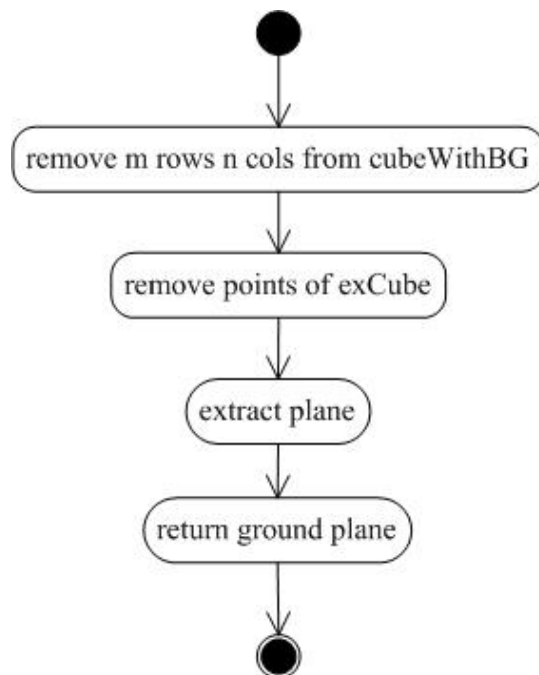 remove m rows n cols from cubeWithBG
remove points of exCube
extract plane
return ground plane